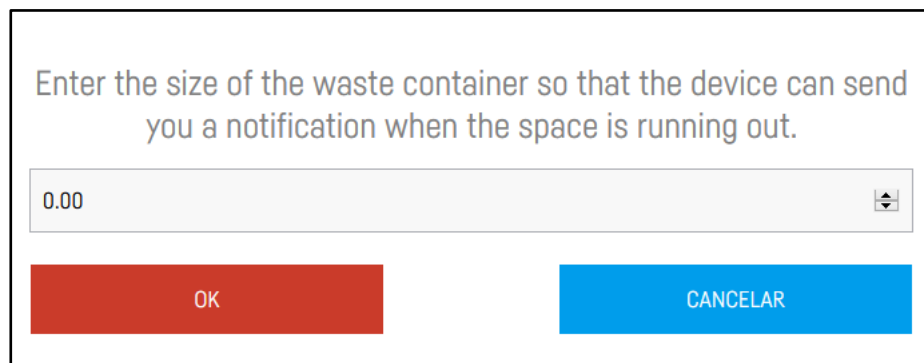 Enter the size of the waste container so that the device can send
you a notification when the space is running out.
0.00
OK
CANCELAR